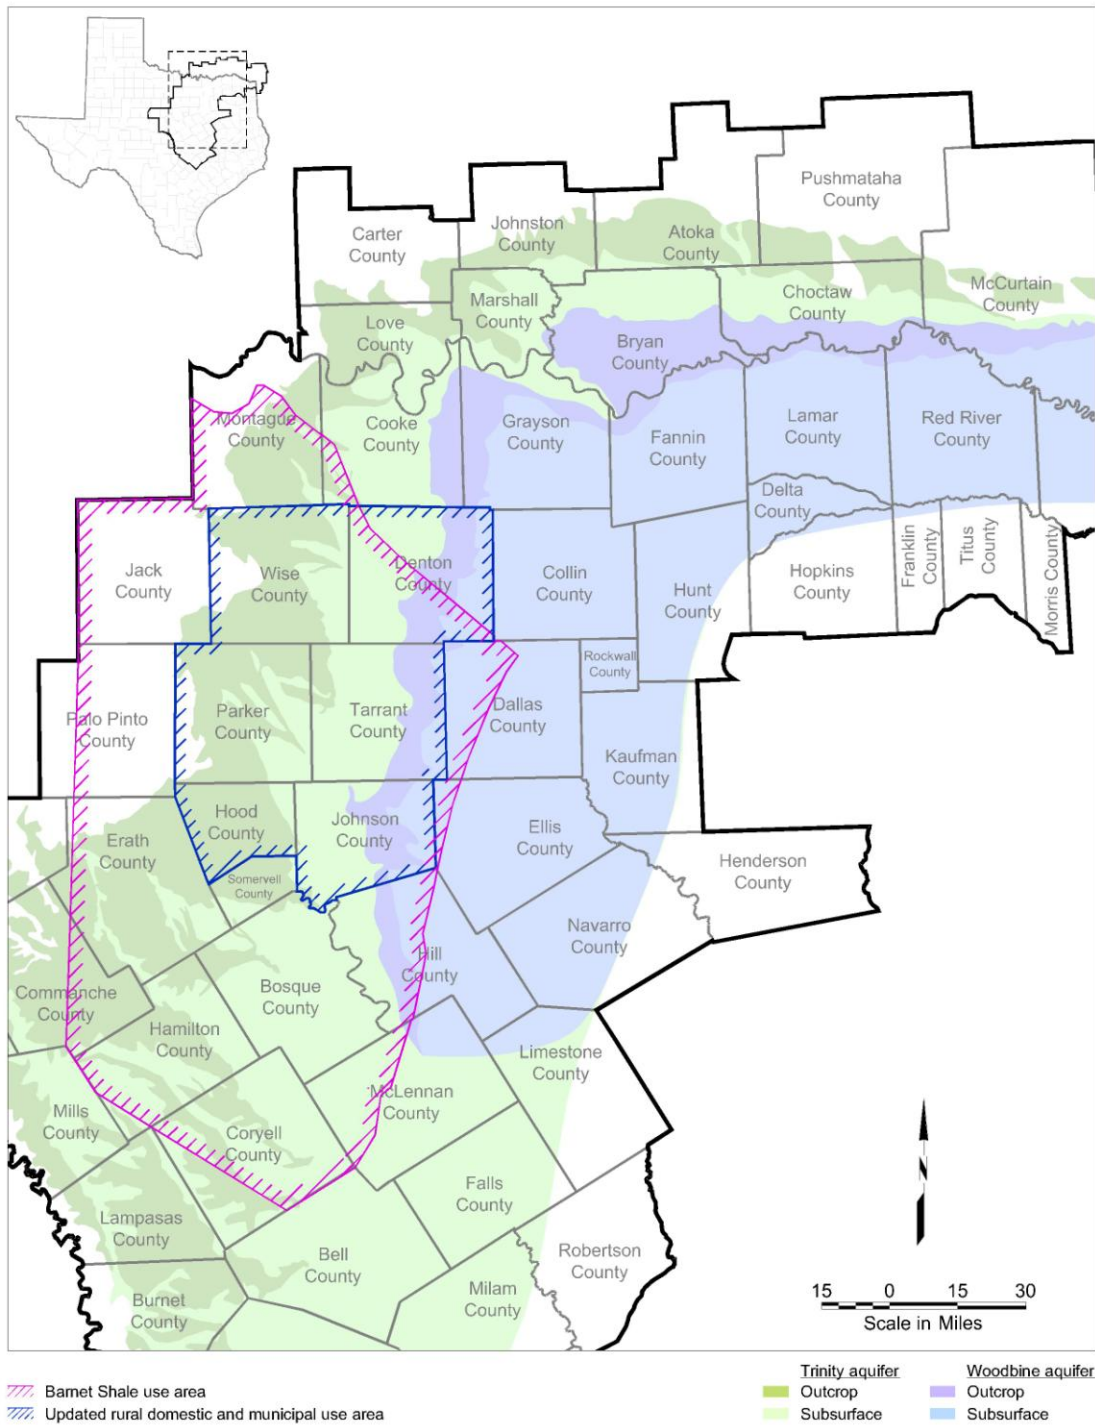 Pushmataha
County
Carter
County
Johnston
County
Atoka
County
McCurtain
County
Marshall
County
Choctaw
County
Love
County
Bryan
County
Montague
County
Cooke
County
Grayson
County
Fannin
County
Lamar
County
Red River
County
Delta
County
Jack
County
Wise
County
Denton
County
Collin
County
Hunt
County
Hopkins
County
Franklin
County
Titus
County
Morris County
Rockwall
County
Palo Pinto
County
Parker
County
Tarrant
County
Dallas
County
Kaufman
County
Erath
County
Hood
County
Johnson
County
Ellis
County
Henderson
County
Somervell
County
Navarro
County
Hill
County
Commanche
County
Bosque
County
Hamilton
County
Limestone
County
McLennan
County
Mills
County
Coryell
County
Falls
County
Lampasas
County
Bell
County
Robertson
County
Milam
County
Burnet
County
N
15 0 15 30
Scale in Miles
Barnet Shale use area
Updated rural domestic and municipal use area
Trinity aquifer
Outcrop
Subsurface
Woodbine aquifer
Outcrop
Subsurface